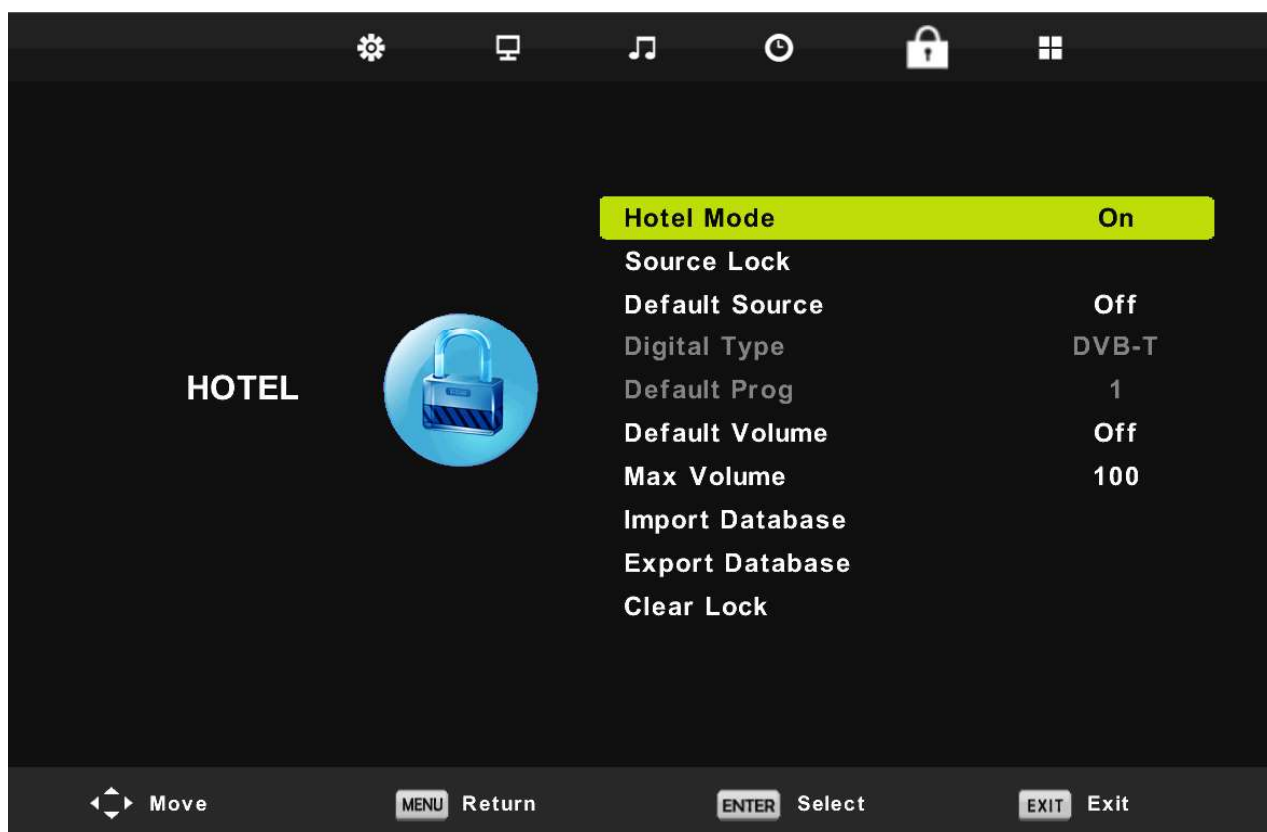 Hotel Mode On
Source Lock
Default Source Off
Digital Type DVB-T
HOTEL
Default Prog 1
Default Volume Off
Max Volume 100
Import Database
Export Database
Clear Lock
Move MENU Return ENTER Select EXIT Exit